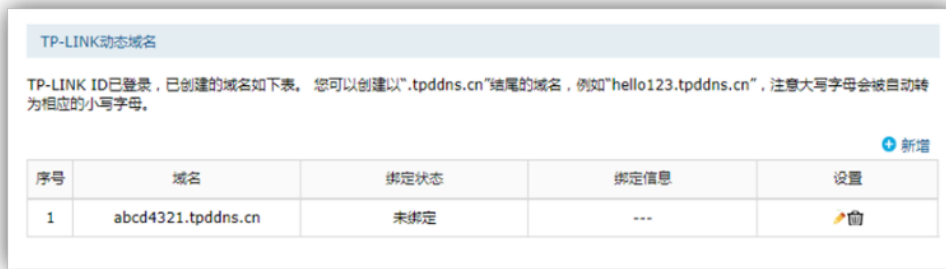 TP-LINK动态域名
TP-LINK ID已登录，已创建的域名如下表。 您可以创建以“.tpddns.cn”结尾的域名，例如“hello123.tpddns.cn”，注意大写字母会被自动转
为相应的小写字母。
新增
序号 域名 绑定状态 绑定信息 设置
1 abcd4321.tpddns.cn 未绑定 ---